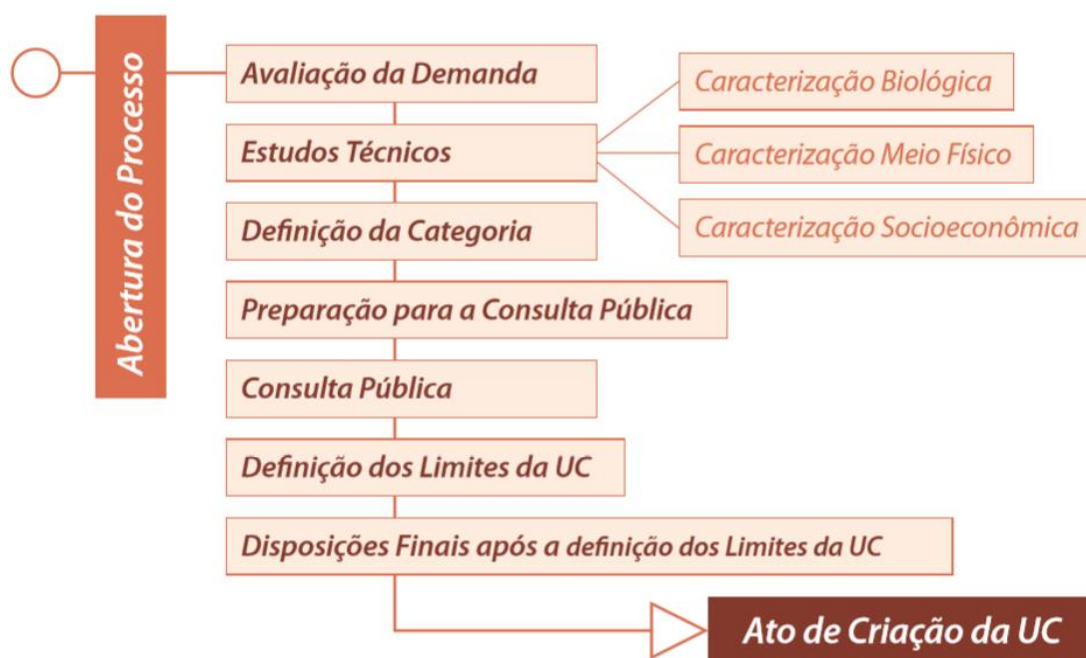 Abertura do Processo
Avaliação da Demanda
Estudos Técnicos
Caracterização Biológica
Caracterização Meio Físico
Caracterização Socioeconômica
Definição da Categoria
Preparação para a Consulta Pública
Consulta Pública
Definição dos Limites da UC
Disposições Finais após a definição dos Limites da UC
Ato de Criação da UC